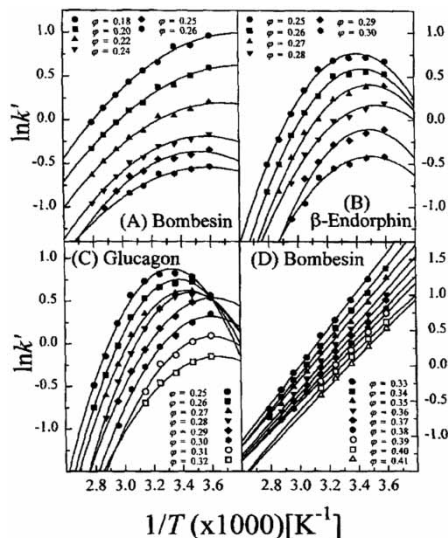 lnk'
1.0
0.5
0.0
-0.5
-1.0
φ = 0.18
φ = 0.20
φ = 0.22
φ = 0.24
φ = 0.25
φ = 0.26
(A) Bombesin
φ = 0.25
φ = 0.26
φ = 0.27
φ = 0.28
φ = 0.29
φ = 0.30
1.0
0.5
0.0
-0.5
-1.0
(B)
β-Endorphin
lnk'
1.0
0.5
0.0
-0.5
-1.0
(C) Glucagon
φ = 0.25
φ = 0.26
φ = 0.27
φ = 0.28
φ = 0.29
φ = 0.30
φ = 0.31
φ = 0.32
(D) Bombesin
φ = 0.33
φ = 0.34
φ = 0.35
φ = 0.36
φ = 0.37
φ = 0.38
φ = 0.39
φ = 0.40
φ = 0.41
1.5
1.0
0.5
0.0
-0.5
-1.0
2.8 3.0 3.2 3.4 3.6 2.8 3.0 3.2 3.4 3.6
1/T (x1000)[K⁻¹]